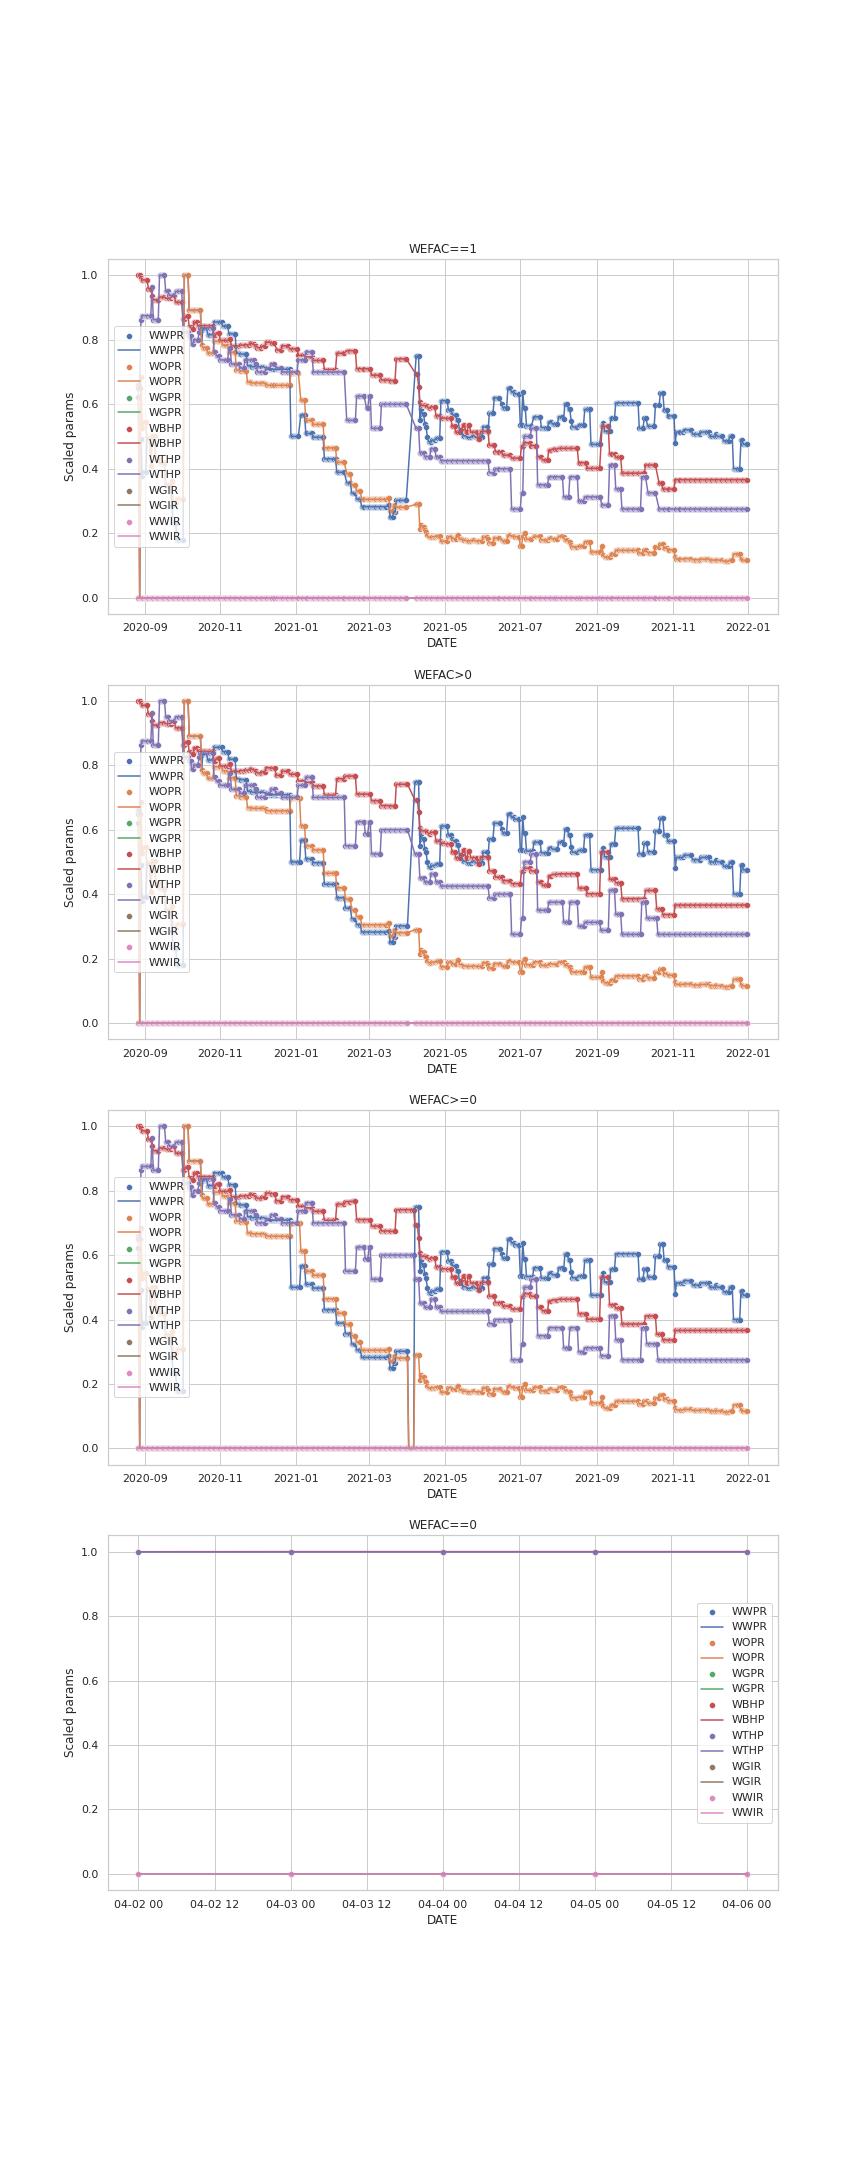 WEFAC==1
1.0
0.8
0.6
0.4
0.2
0.0
Scaled params
WWPR
WWPR
WOPR
WOPR
WGPR
WGPR
WBHP
WBHP
WTHP
WTHP
WGIR
WGIR
WWIR
WWIR
2020-09 2020-11 2021-01 2021-03 2021-05 2021-07 2021-09 2021-11 2022-01
DATE
WEFAC>0
1.0
0.8
0.6
0.4
0.2
0.0
Scaled params
WWPR
WWPR
WOPR
WOPR
WGPR
WGPR
WBHP
WBHP
WTHP
WTHP
WGIR
WGIR
WWIR
WWIR
2020-09 2020-11 2021-01 2021-03 2021-05 2021-07 2021-09 2021-11 2022-01
DATE
WEFAC>=0
1.0
0.8
0.6
0.4
0.2
0.0
Scaled params
WWPR
WWPR
WOPR
WOPR
WGPR
WGPR
WBHP
WBHP
WTHP
WTHP
WGIR
WGIR
WWIR
WWIR
2020-09 2020-11 2021-01 2021-03 2021-05 2021-07 2021-09 2021-11 2022-01
DATE
WEFAC==0
1.0
0.8
0.6
0.4
0.2
0.0
Scaled params
WWPR
WWPR
WOPR
WOPR
WGPR
WGPR
WBHP
WBHP
WTHP
WTHP
WGIR
WGIR
WWIR
WWIR
04-02 00 04-02 12 04-03 00 04-03 12 04-04 00 04-04 12 04-05 00 04-05 12 04-06 00
DATE